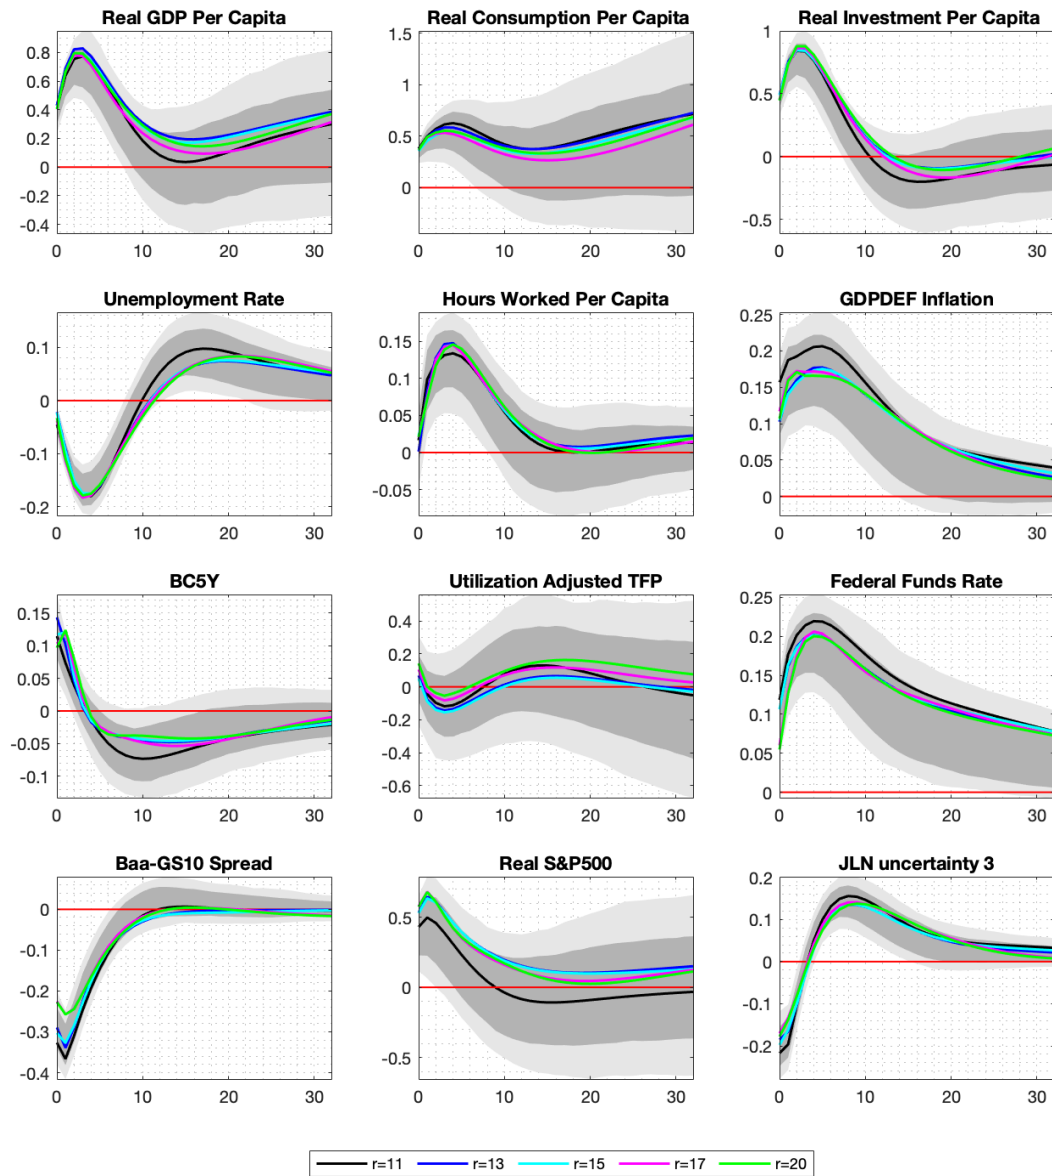 Real GDP Per Capita
0.8
0.6
0.4
0.2
0
-0.2
-0.4
0 10 20 30
Real Consumption Per Capita
1.5
1
0.5
0
0 10 20 30
Real Investment Per Capita
1
0.5
0
-0.5
0 10 20 30
Unemployment Rate
0.1
0
-0.1
-0.2
0 10 20 30
Hours Worked Per Capita
0.15
0.1
0.05
0
-0.05
0 10 20 30
GDPDEF Inflation
0.25
0.2
0.15
0.1
0.05
0
0 10 20 30
BC5Y
0.15
0.1
0.05
0
-0.05
-0.1
0 10 20 30
Utilization Adjusted TFP
0.4
0.2
0
-0.2
-0.4
-0.6
0 10 20 30
Federal Funds Rate
0.25
0.2
0.15
0.1
0.05
0
0 10 20 30
Baa-GS10 Spread
0
-0.1
-0.2
-0.3
-0.4
0 10 20 30
Real S&P500
0.5
0
-0.5
0 10 20 30
JLN uncertainty 3
0.2
0.1
0
-0.1
-0.2
0 10 20 30
r=11 r=13 r=15 r=17 r=20